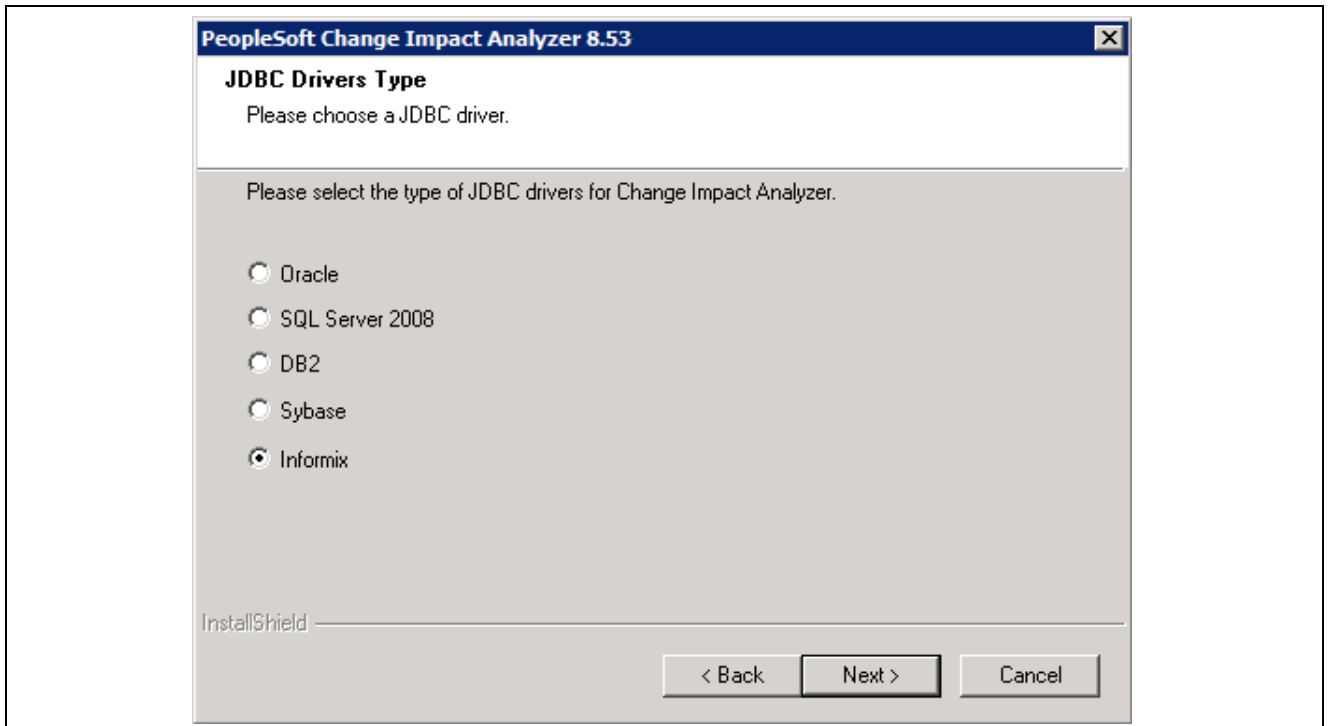 PeopleSoft Change Impact Analyzer 8.53
JDBC Drivers Type
Please choose a JDBC driver.
Please select the type of JDBC drivers for Change Impact Analyzer.
Oracle
SQL Server 2008
DB2
Sybase
Informix
InstallShield
< Back Next > Cancel